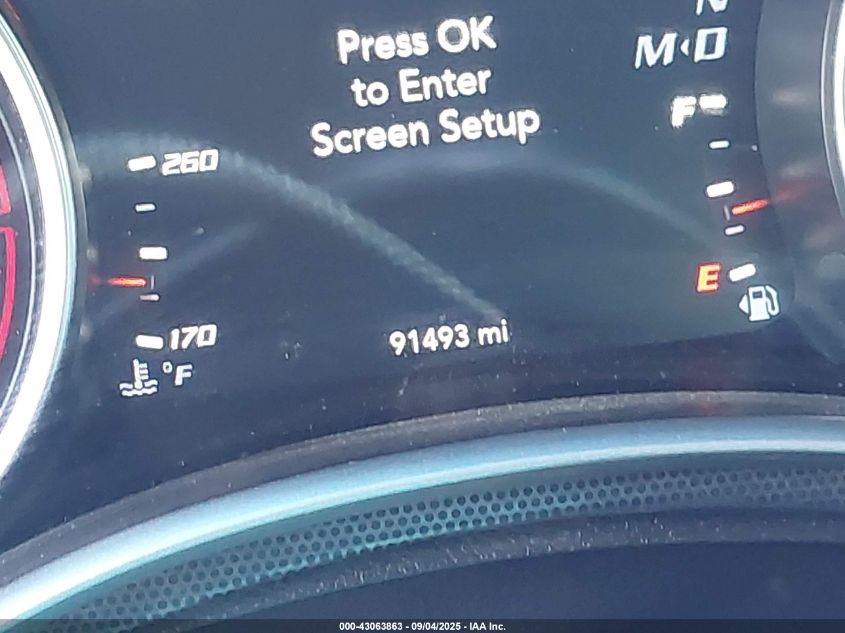 N
Press OK
M D
to Enter
Screen Setup
F
260
E
170
°F
91493 mi
000-43063863 - 09/04/2025 - IAA Inc.